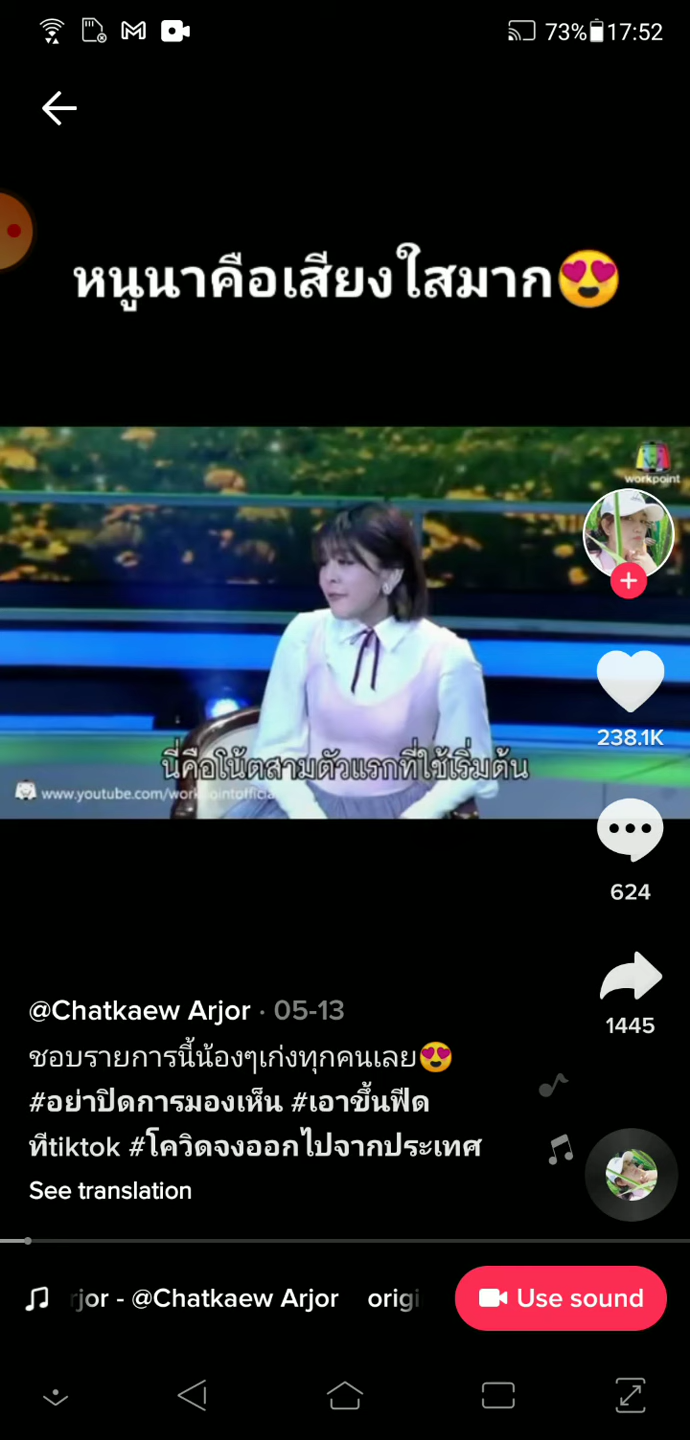 73% 17:52
หนูนาคือเสียงใสมาก😍
workpoint
นี่คือโน้ตสามตัวแรกที่ใช้เริ่มต้น
www.youtube.com/workpointofficial
238.1K
624
1445
@Chatkaew Arjor · 05-13
ชอบรายการนี้น้องๆเก่งทุกคนเลย😍
#อย่าปิดการมองเห็น #เอาขึ้นฟีด
ทีtiktok #โควิดจงออกไปจากประเทศ
See translation
rjor - @Chatkaew Arjor origi
Use sound